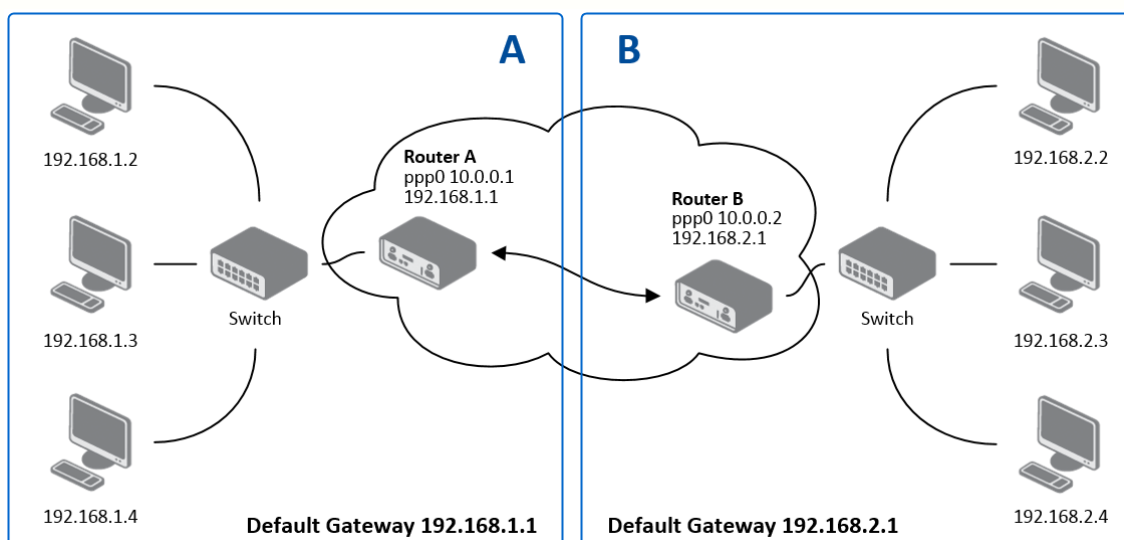 A
B
192.168.1.2
192.168.1.3
192.168.1.4
Switch
Router A
ppp0 10.0.0.1
192.168.1.1
Default Gateway 192.168.1.1
Router B
ppp0 10.0.0.2
192.168.2.1
Switch
192.168.2.2
192.168.2.3
192.168.2.4
Default Gateway 192.168.2.1